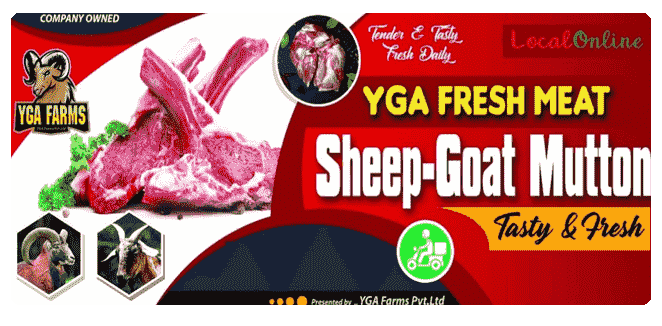 COMPANY OWNED
YGA FARMS
Tender & Tasty
Fresh Daily
LocalOnline
YGA FRESH MEAT
Sheep-Goat Mutton
Tasty & Fresh
Presented by .. YGA Farms Pvt.Ltd